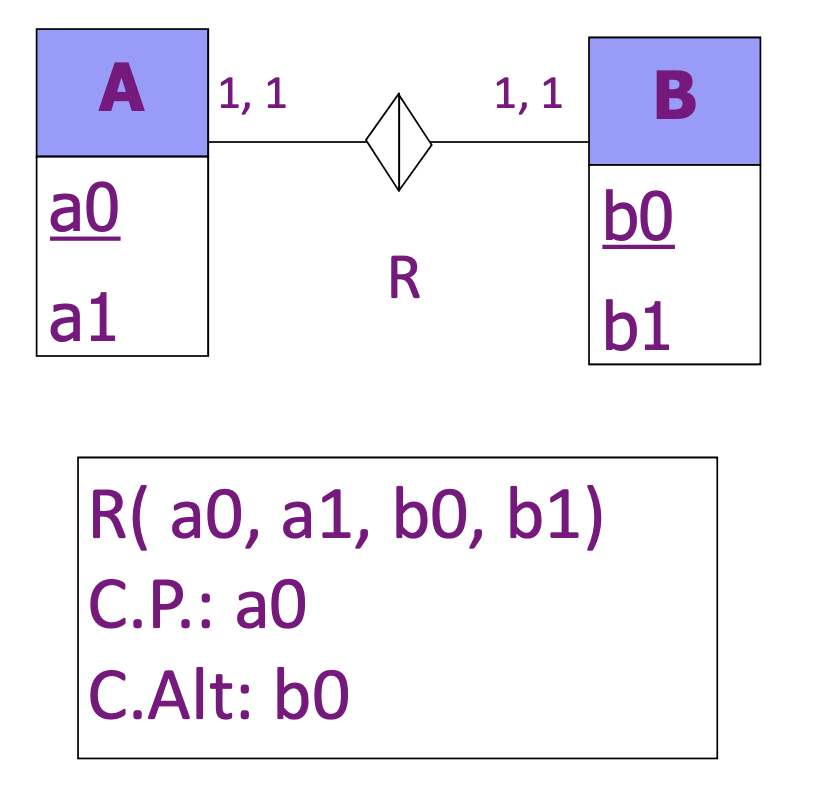 A
1, 1
1, 1
B
a0
a1
b0
b1
R
R( a0, a1, b0, b1)
C.P.: a0
C.Alt: b0